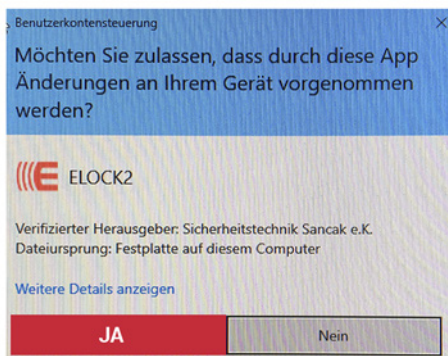 Benutzerkontensteuerung
Möchten Sie zulassen, dass durch diese App
Änderungen an Ihrem Gerät vorgenommen
werden?
ELOCK2
Verifizierter Herausgeber: Sicherheitstechnik Sancak e.K.
Dateiursprung: Festplatte auf diesem Computer
Weitere Details anzeigen
JA
Nein